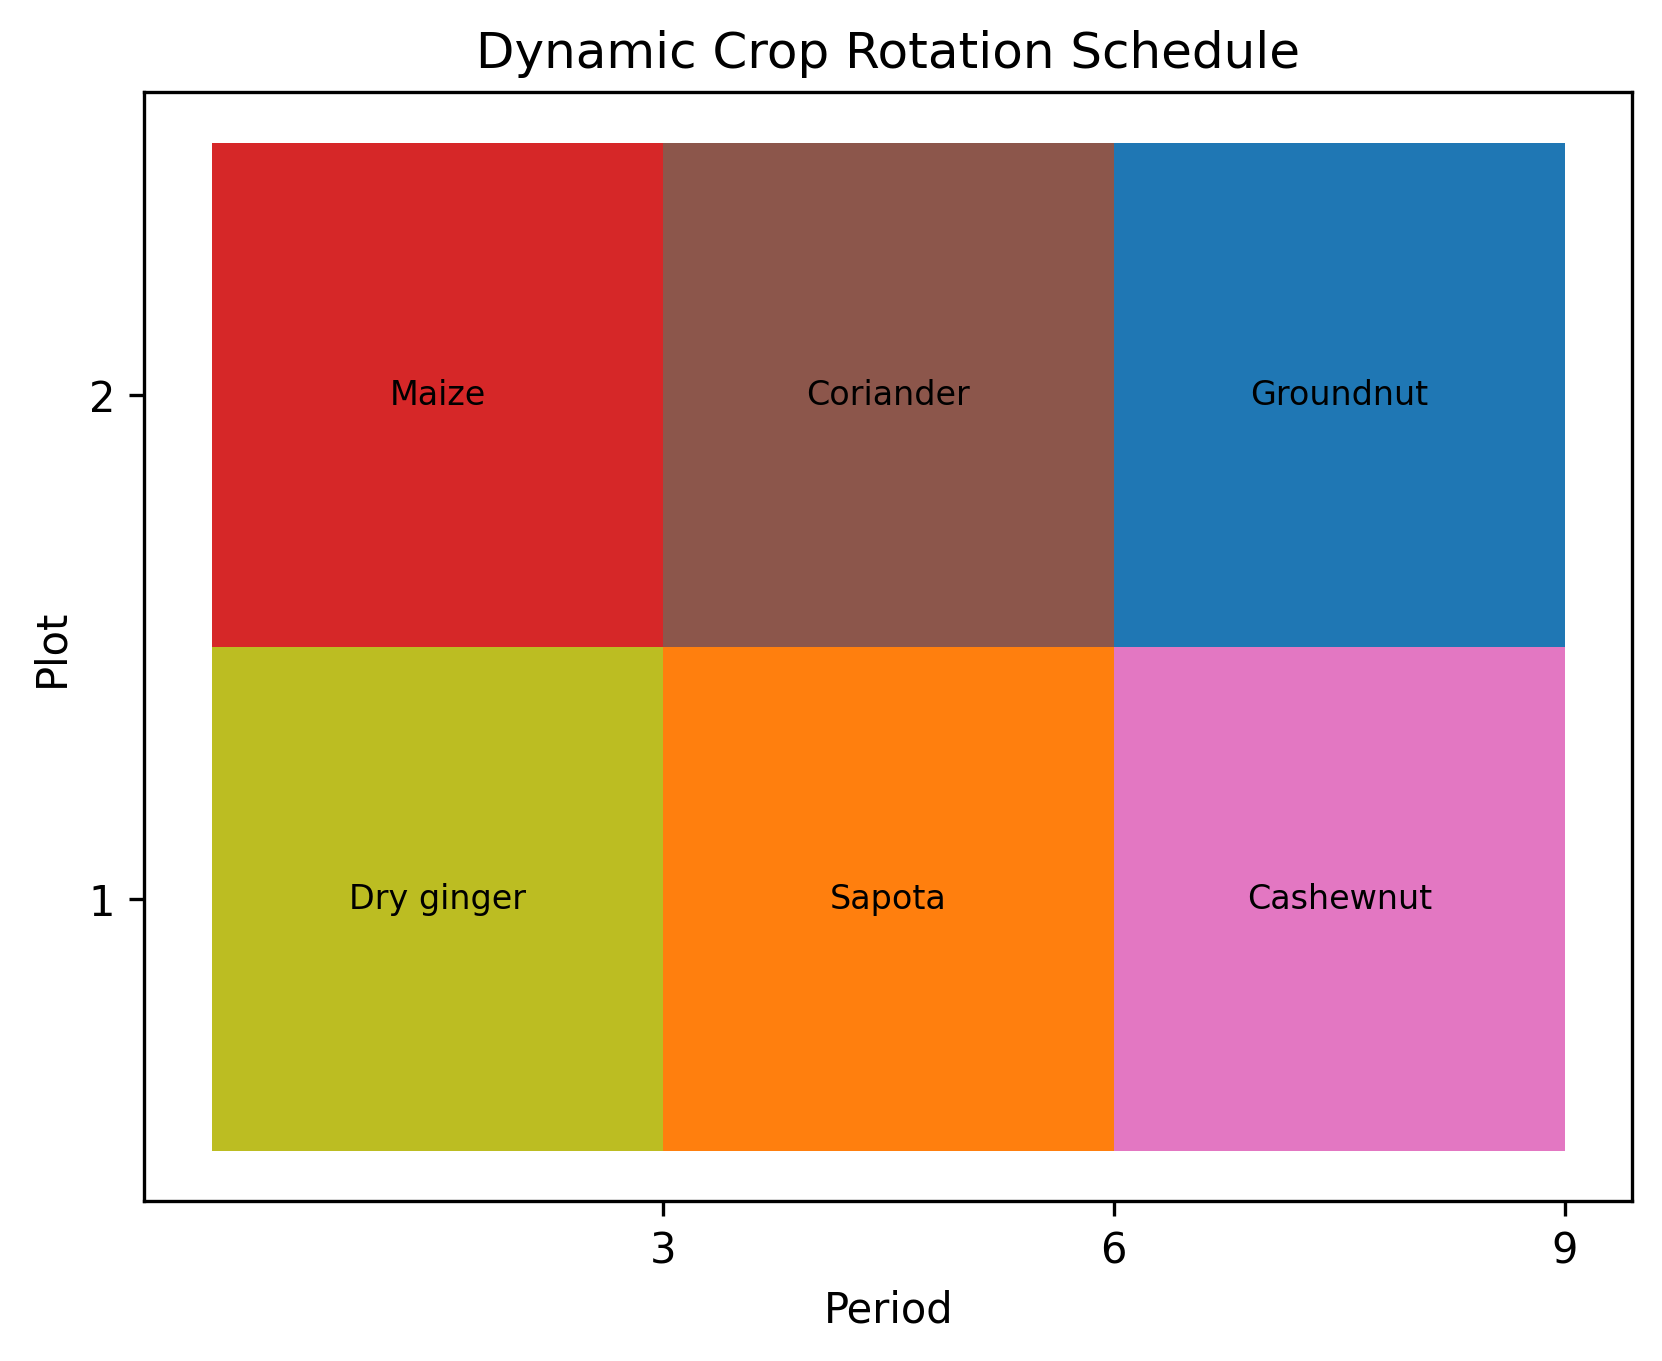 Dynamic Crop Rotation Schedule
Plot
2
Maize
Coriander
Groundnut
1
Dry ginger
Sapota
Cashewnut
3
6
9
Period